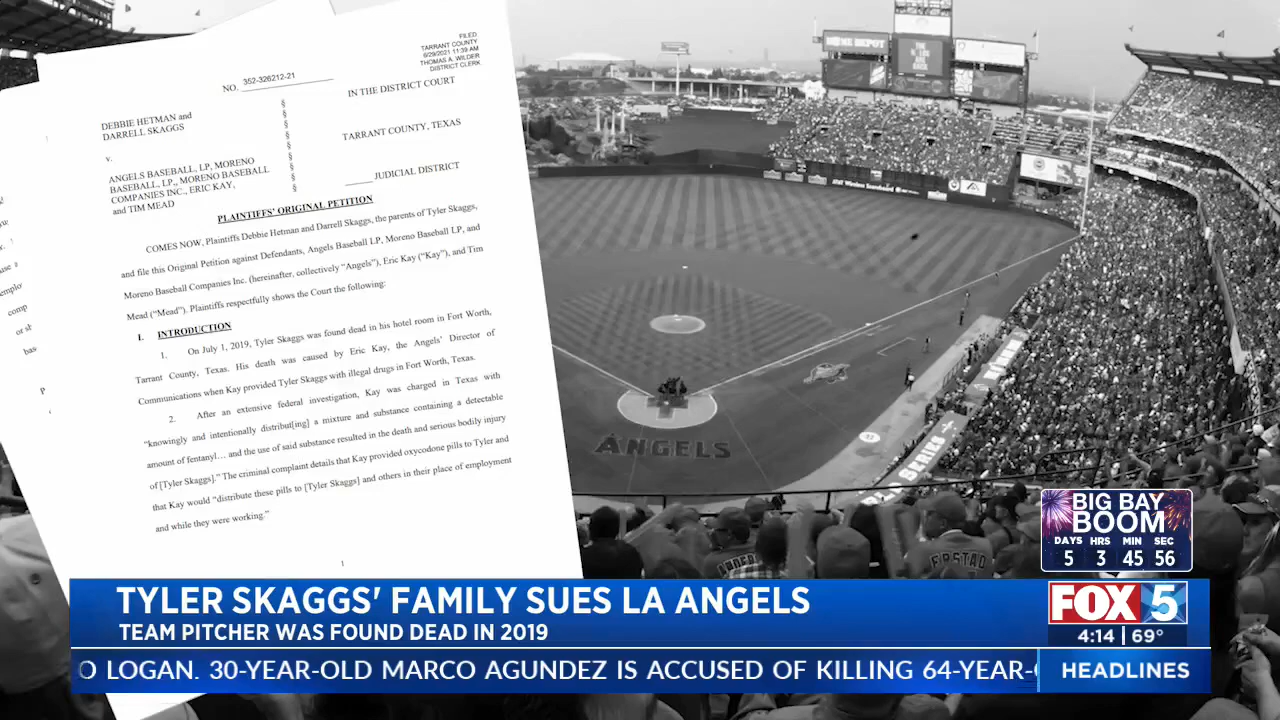 FILED
TARRANT COUNTY
6/29/2021 11:39 AM
THOMAS A. WILDER
DISTRICT CLERK
NO. 352-326212-21
DEBBIE HETMAN and
DARRELL SKAGGS
v.
ANGELS BASEBALL, LP, MORENO
BASEBALL, LP., MORENO BASEBALL
COMPANIES INC., ERIC KAY,
and TIM MEAD
§
§
§
§
§
§
§
§
§
IN THE DISTRICT COURT
TARRANT COUNTY, TEXAS
______ JUDICIAL DISTRICT
PLAINTIFFS' ORIGINAL PETITION
COMES NOW, Plaintiffs Debbie Hetman and Darrell Skaggs, the parents of Tyler Skaggs,
and file this Original Petition against Defendants, Angels Baseball LP, Moreno Baseball LP, and
Moreno Baseball Companies Inc. (hereinafter, collectively “Angels”), Eric Kay (“Kay”), and Tim
Mead (“Mead”). Plaintiffs respectfully shows the Court the following:
I. INTRODUCTION
1. On July 1, 2019, Tyler Skaggs was found dead in his hotel room in Fort Worth,
Tarrant County, Texas. His death was caused by Eric Kay, the Angels’ Director of
Communications when Kay provided Tyler Skaggs with illegal drugs in Fort Worth, Texas.
2. After an extensive federal investigation, Kay was charged in Texas with
“knowingly and intentionally distribut[ing] a mixture and substance containing a detectable
amount of fentanyl… and the use of said substance resulted in the death and serious bodily injury
of [Tyler Skaggs].” The criminal complaint details that Kay provided oxycodone pills to Tyler and
that Kay would “distribute these pills to [Tyler Skaggs] and others in their place of employment
and while they were working.”
1
HOME DEPOT
ANGELS
BIG BAY
BOOM
DAYS HRS MIN SEC
5 3 45 56
TYLER SKAGGS' FAMILY SUES LA ANGELS
TEAM PITCHER WAS FOUND DEAD IN 2019
FOX 5
4:14 | 69°
O LOGAN. 30-YEAR-OLD MARCO AGUNDEZ IS ACCUSED OF KILLING 64-YEAR-
HEADLINES